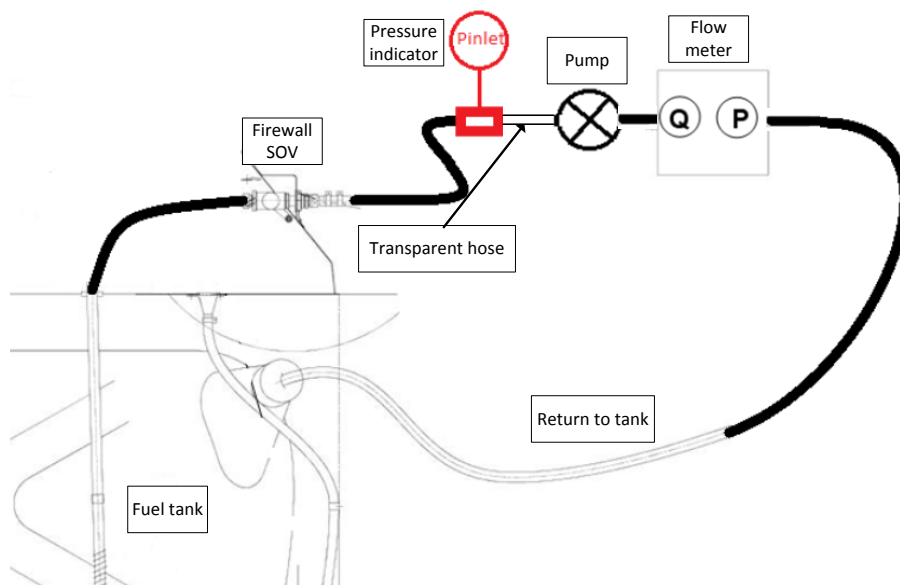 Pressure
indicator
Pinlet
Pump
Flow
meter
Q
P
Firewall
SOV
Transparent hose
Return to tank
Fuel tank